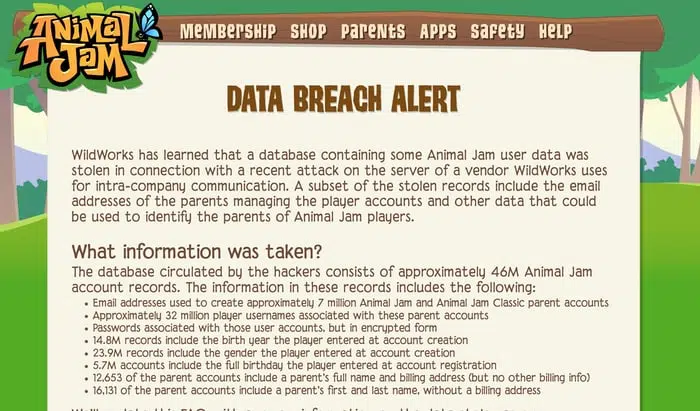 ANIMAL
JAM
MEMBERSHIP SHOP PARENTS APPS SAFETY HELP
DATA BREACH ALERT
WildWorks has learned that a database containing some Animal Jam user data was
stolen in connection with a recent attack on the server of a vendor WildWorks uses
for intra-company communication. A subset of the stolen records include the email
addresses of the parents managing the player accounts and other data that could
be used to identify the parents of Animal Jam players.
What information was taken?
The database circulated by the hackers consists of approximately 46M Animal Jam
account records. The information in these records includes the following:
• Email addresses used to create approximately 7 million Animal Jam and Animal Jam Classic parent accounts
• Approximately 32 million player usernames associated with these parent accounts
• Passwords associated with those user accounts, but in encrypted form
• 14.8M records include the birth year the player entered at account creation
• 23.9M records include the gender the player entered at account creation
• 5.7M accounts include the full birthday the player entered at account registration
• 12,653 of the parent accounts include a parent's full name and billing address (but no other billing info)
• 16,131 of the parent accounts include a parent's first and last name, without a billing address